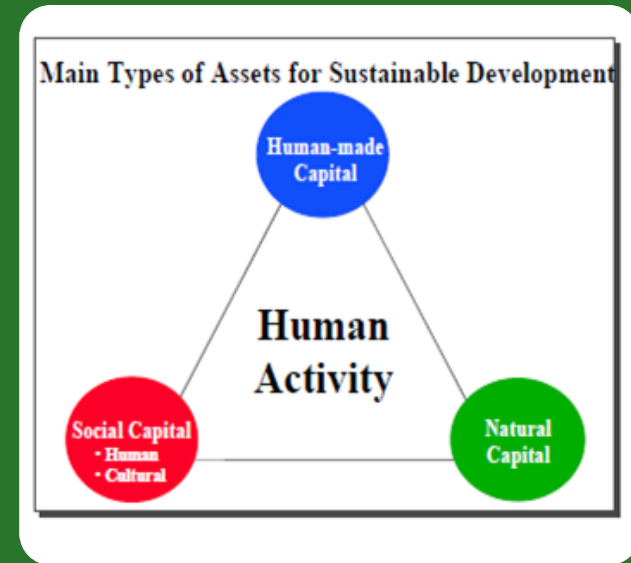 Main Types of Assets for Sustainable Development
Human-made
Capital
Human
Activity
Social Capital
• Human
• Cultural
Natural
Capital